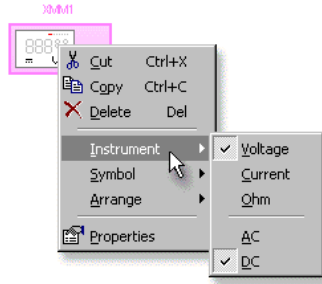 XMM1
Cut Ctrl+X
Copy Ctrl+C
Delete Del
Instrument
Symbol
Arrange
Properties
Voltage
Current
Ohm
AC
DC